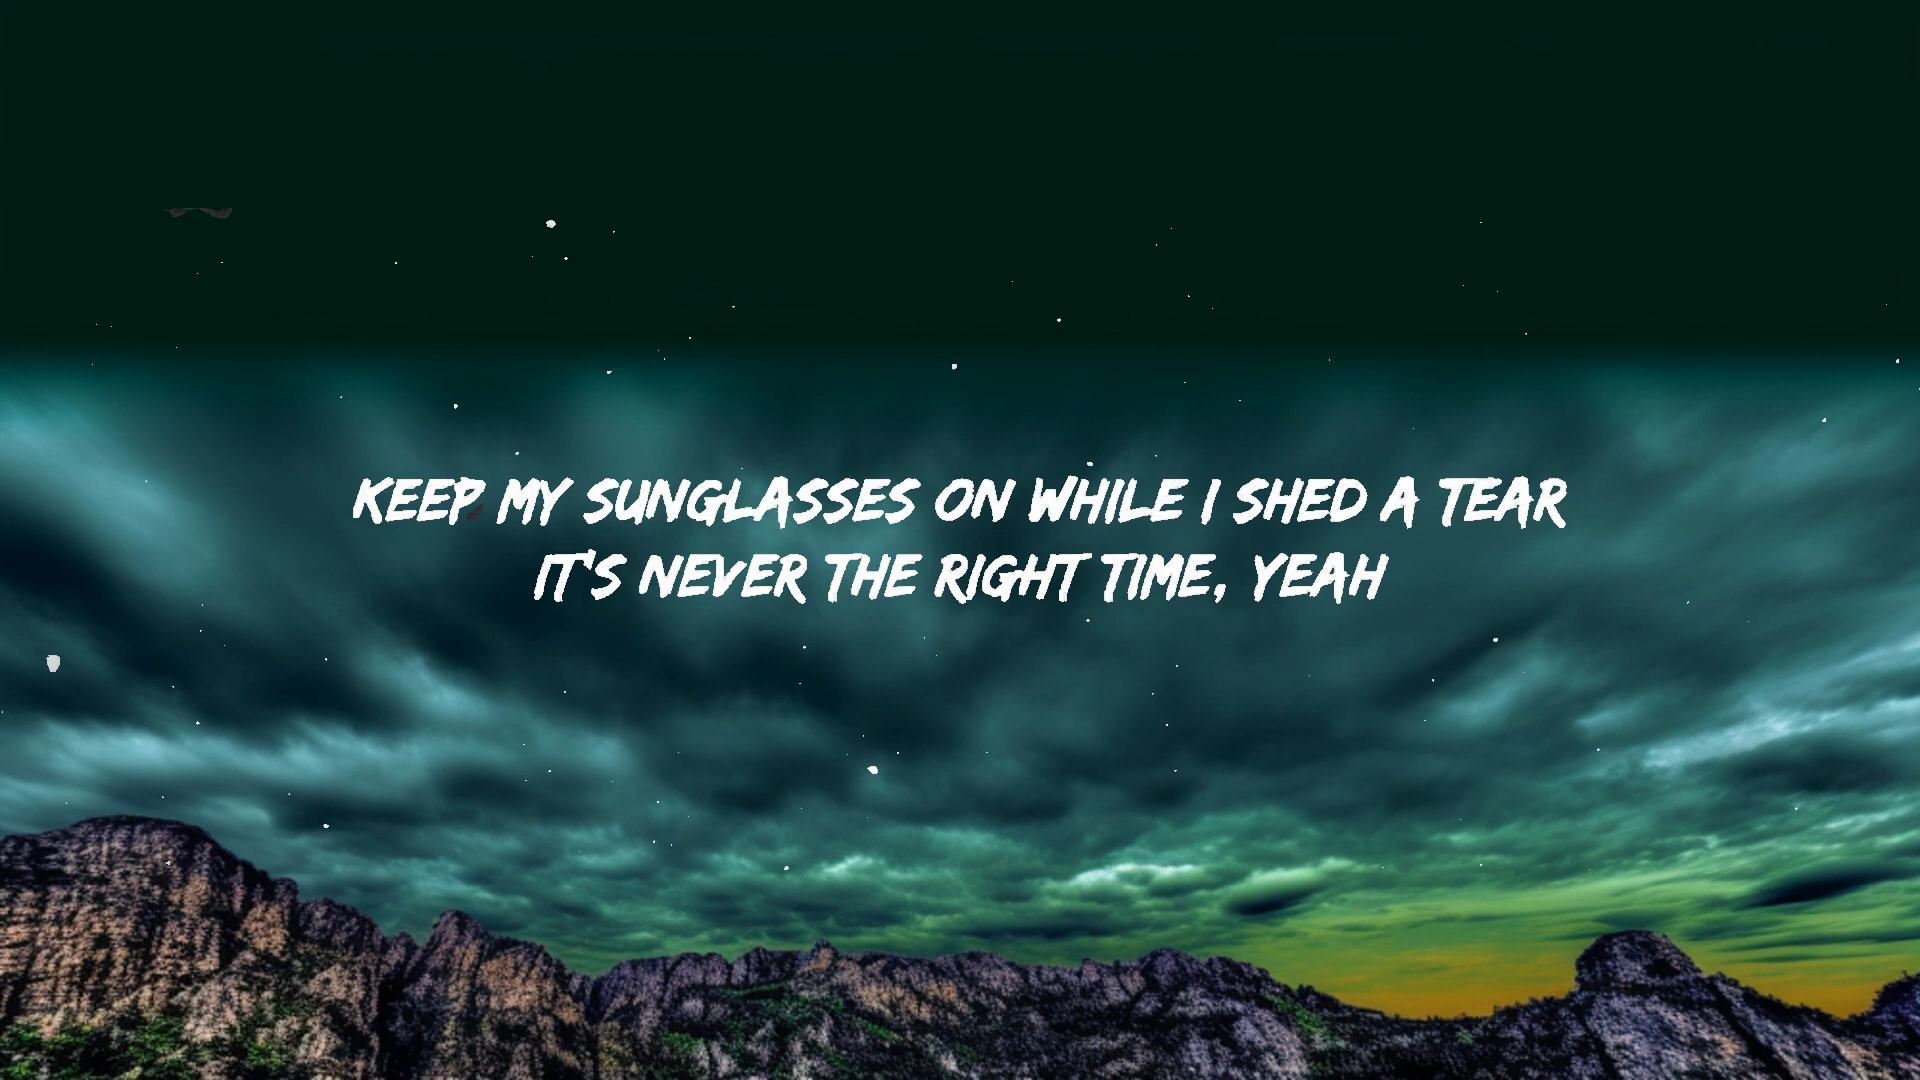 KEEP MY SUNGLASSES ON WHILE I SHED A TEAR
IT'S NEVER THE RIGHT TIME, YEAH